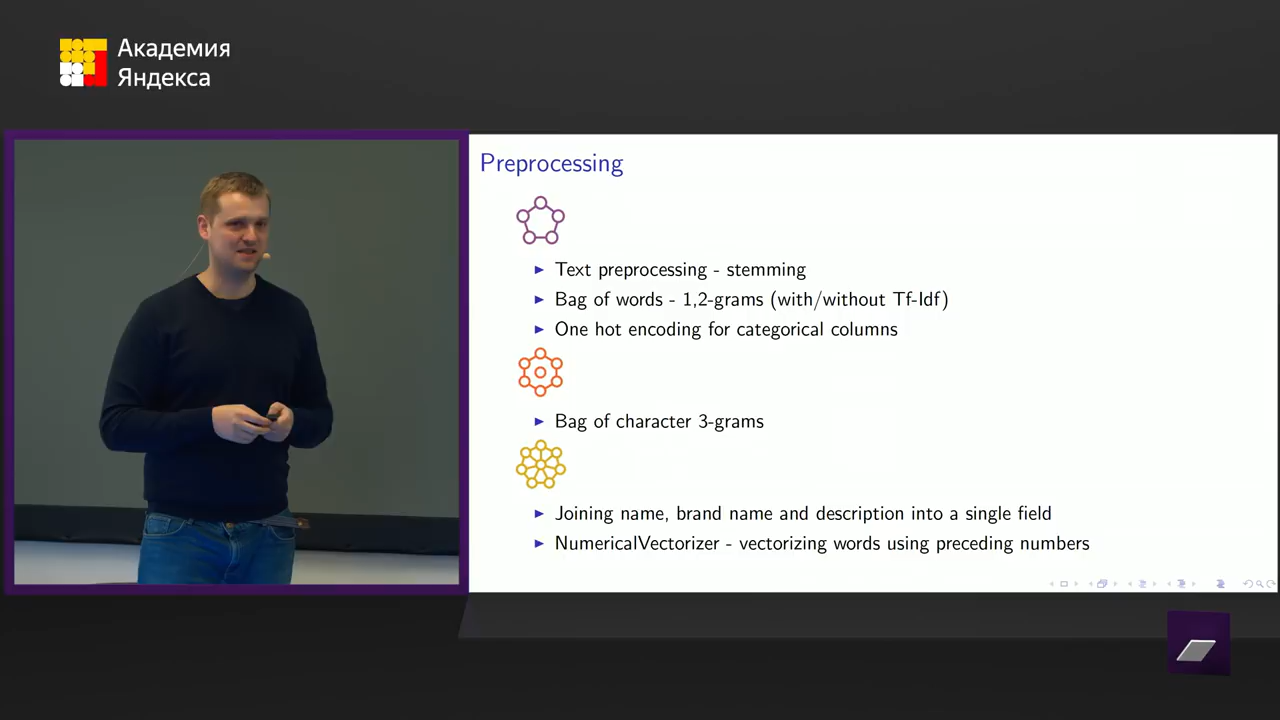 Академия
Яндекса
Preprocessing
Text preprocessing - stemming
Bag of words - 1,2-grams (with/without Tf-Idf)
One hot encoding for categorical columns
Bag of character 3-grams
Joining name, brand name and description into a single field
NumericalVectorizer - vectorizing words using preceding numbers